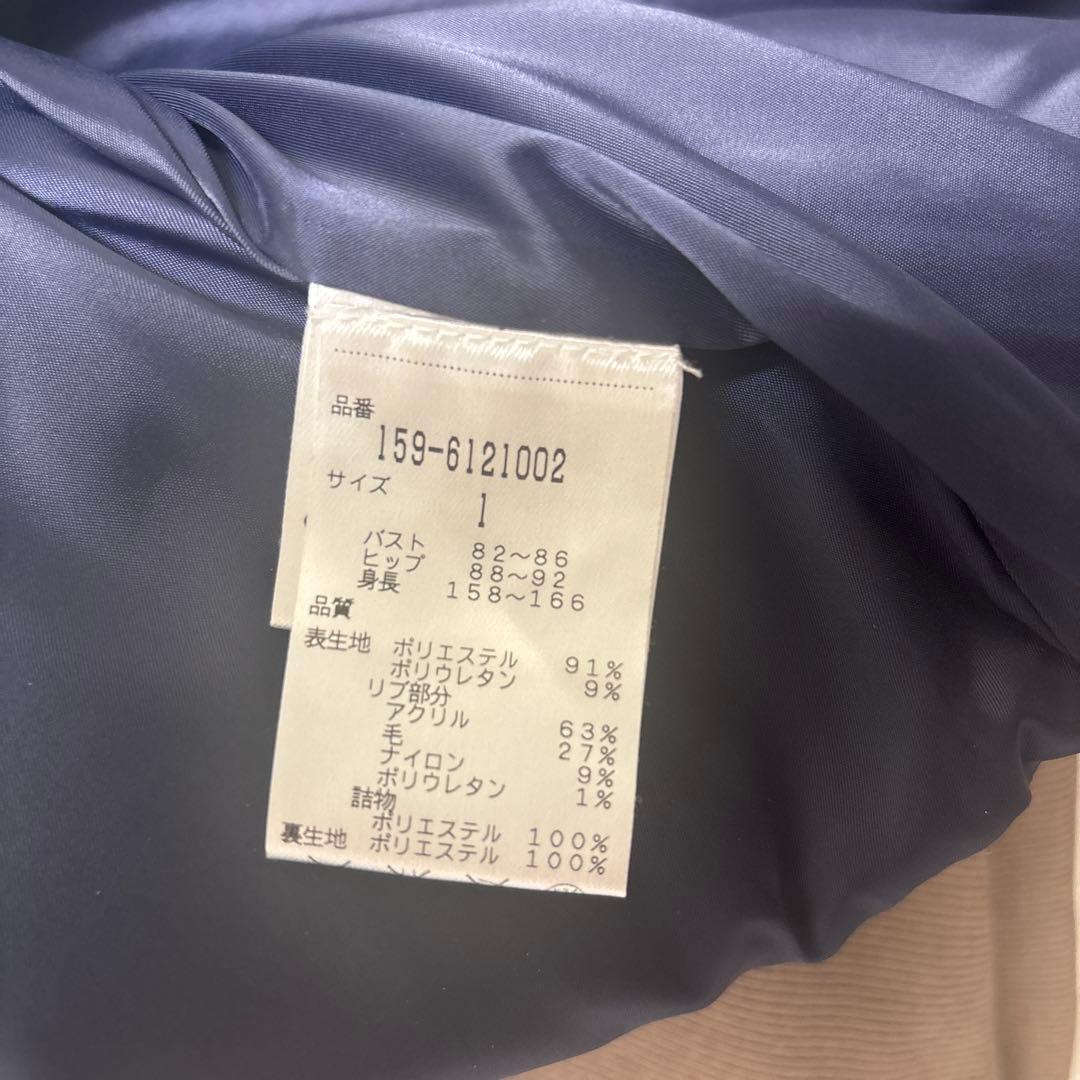 品番
159-6121002
サイズ
1
バスト 82～86
ヒップ 88～92
身長 158～166
品質
表生地 ポリエステル 91%
ポリウレタン 9%
リブ部分
アクリル 63%
毛 27%
ナイロン 9%
ポリウレタン 1%
詰物
ポリエステル 100%
裏生地 ポリエステル 100%